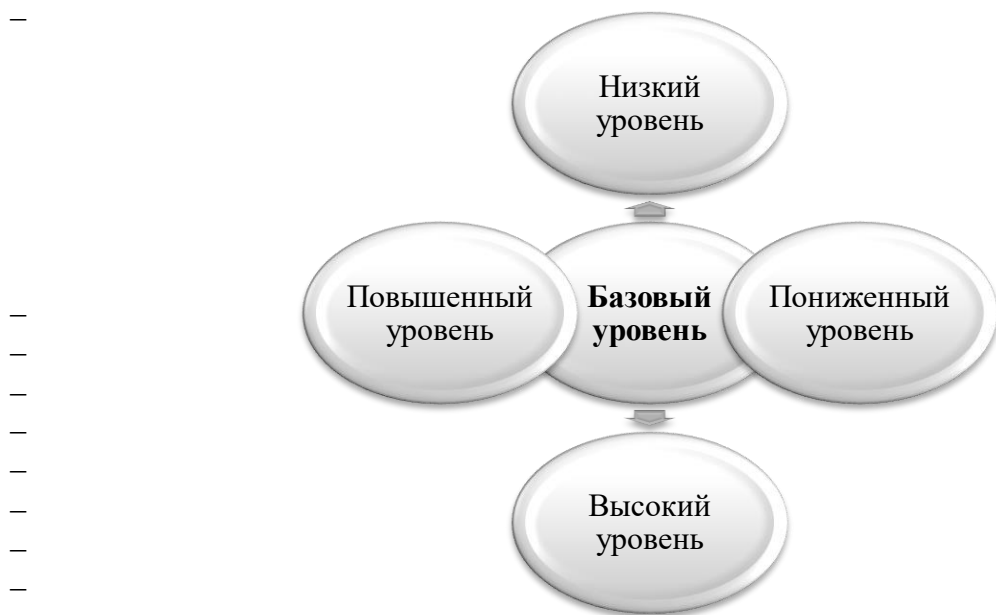 –
Низкий
уровень
–
Повышенный
уровень
Базовый
уровень
Пониженный
уровень
–
–
–
–
–
Высокий
уровень
–
–